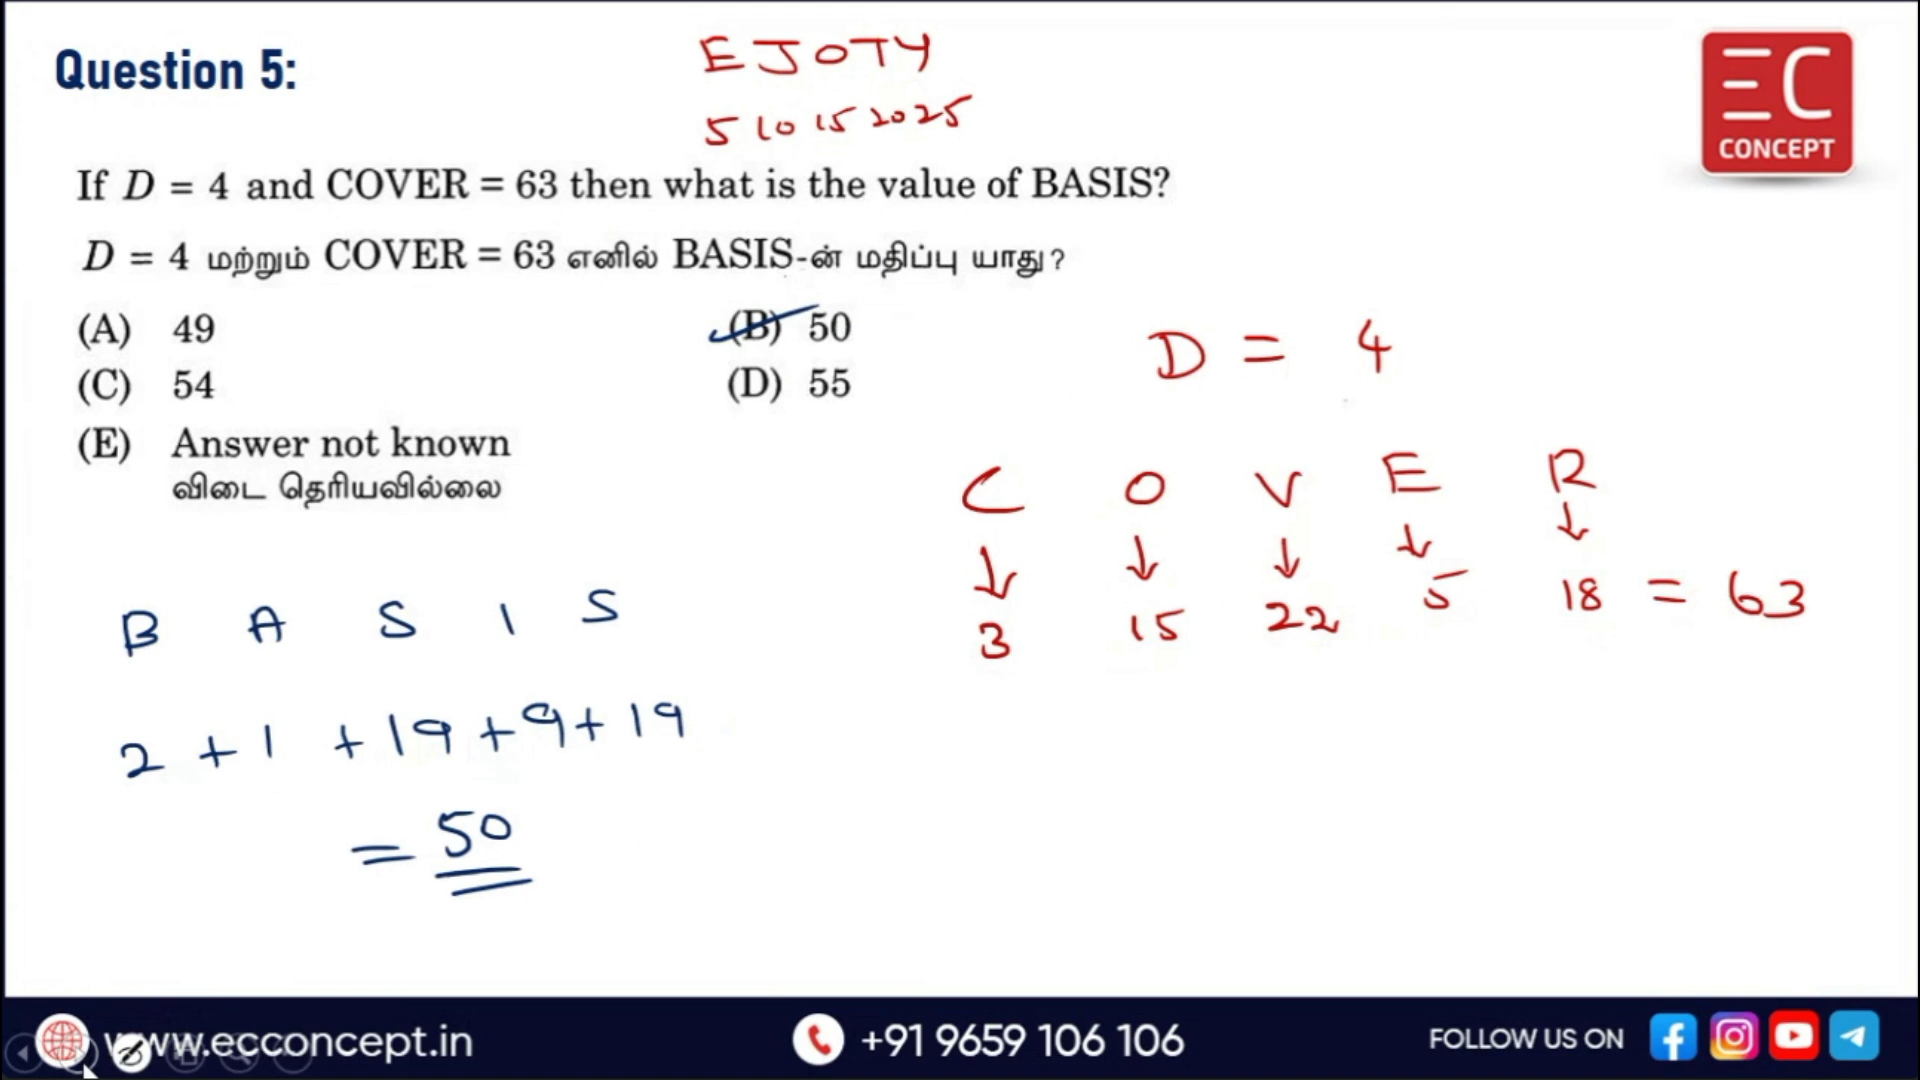 Question 5:
E J O T Y
5 10 15 20 25
EC
CONCEPT
If D = 4 and COVER = 63 then what is the value of BASIS?
D = 4 மற்றும் COVER = 63 எனில் BASIS-ன் மதிப்பு யாது?
(A) 49 (B) 50
(C) 54 (D) 55
(E) Answer not known
விடை தெரியவில்லை
D = 4
C O V E R
3 15 22 5 18 = 63
B A S I S
2 + 1 + 19 + 9 + 19
= 50
www.ecconcept.in +91 9659 106 106 FOLLOW US ON